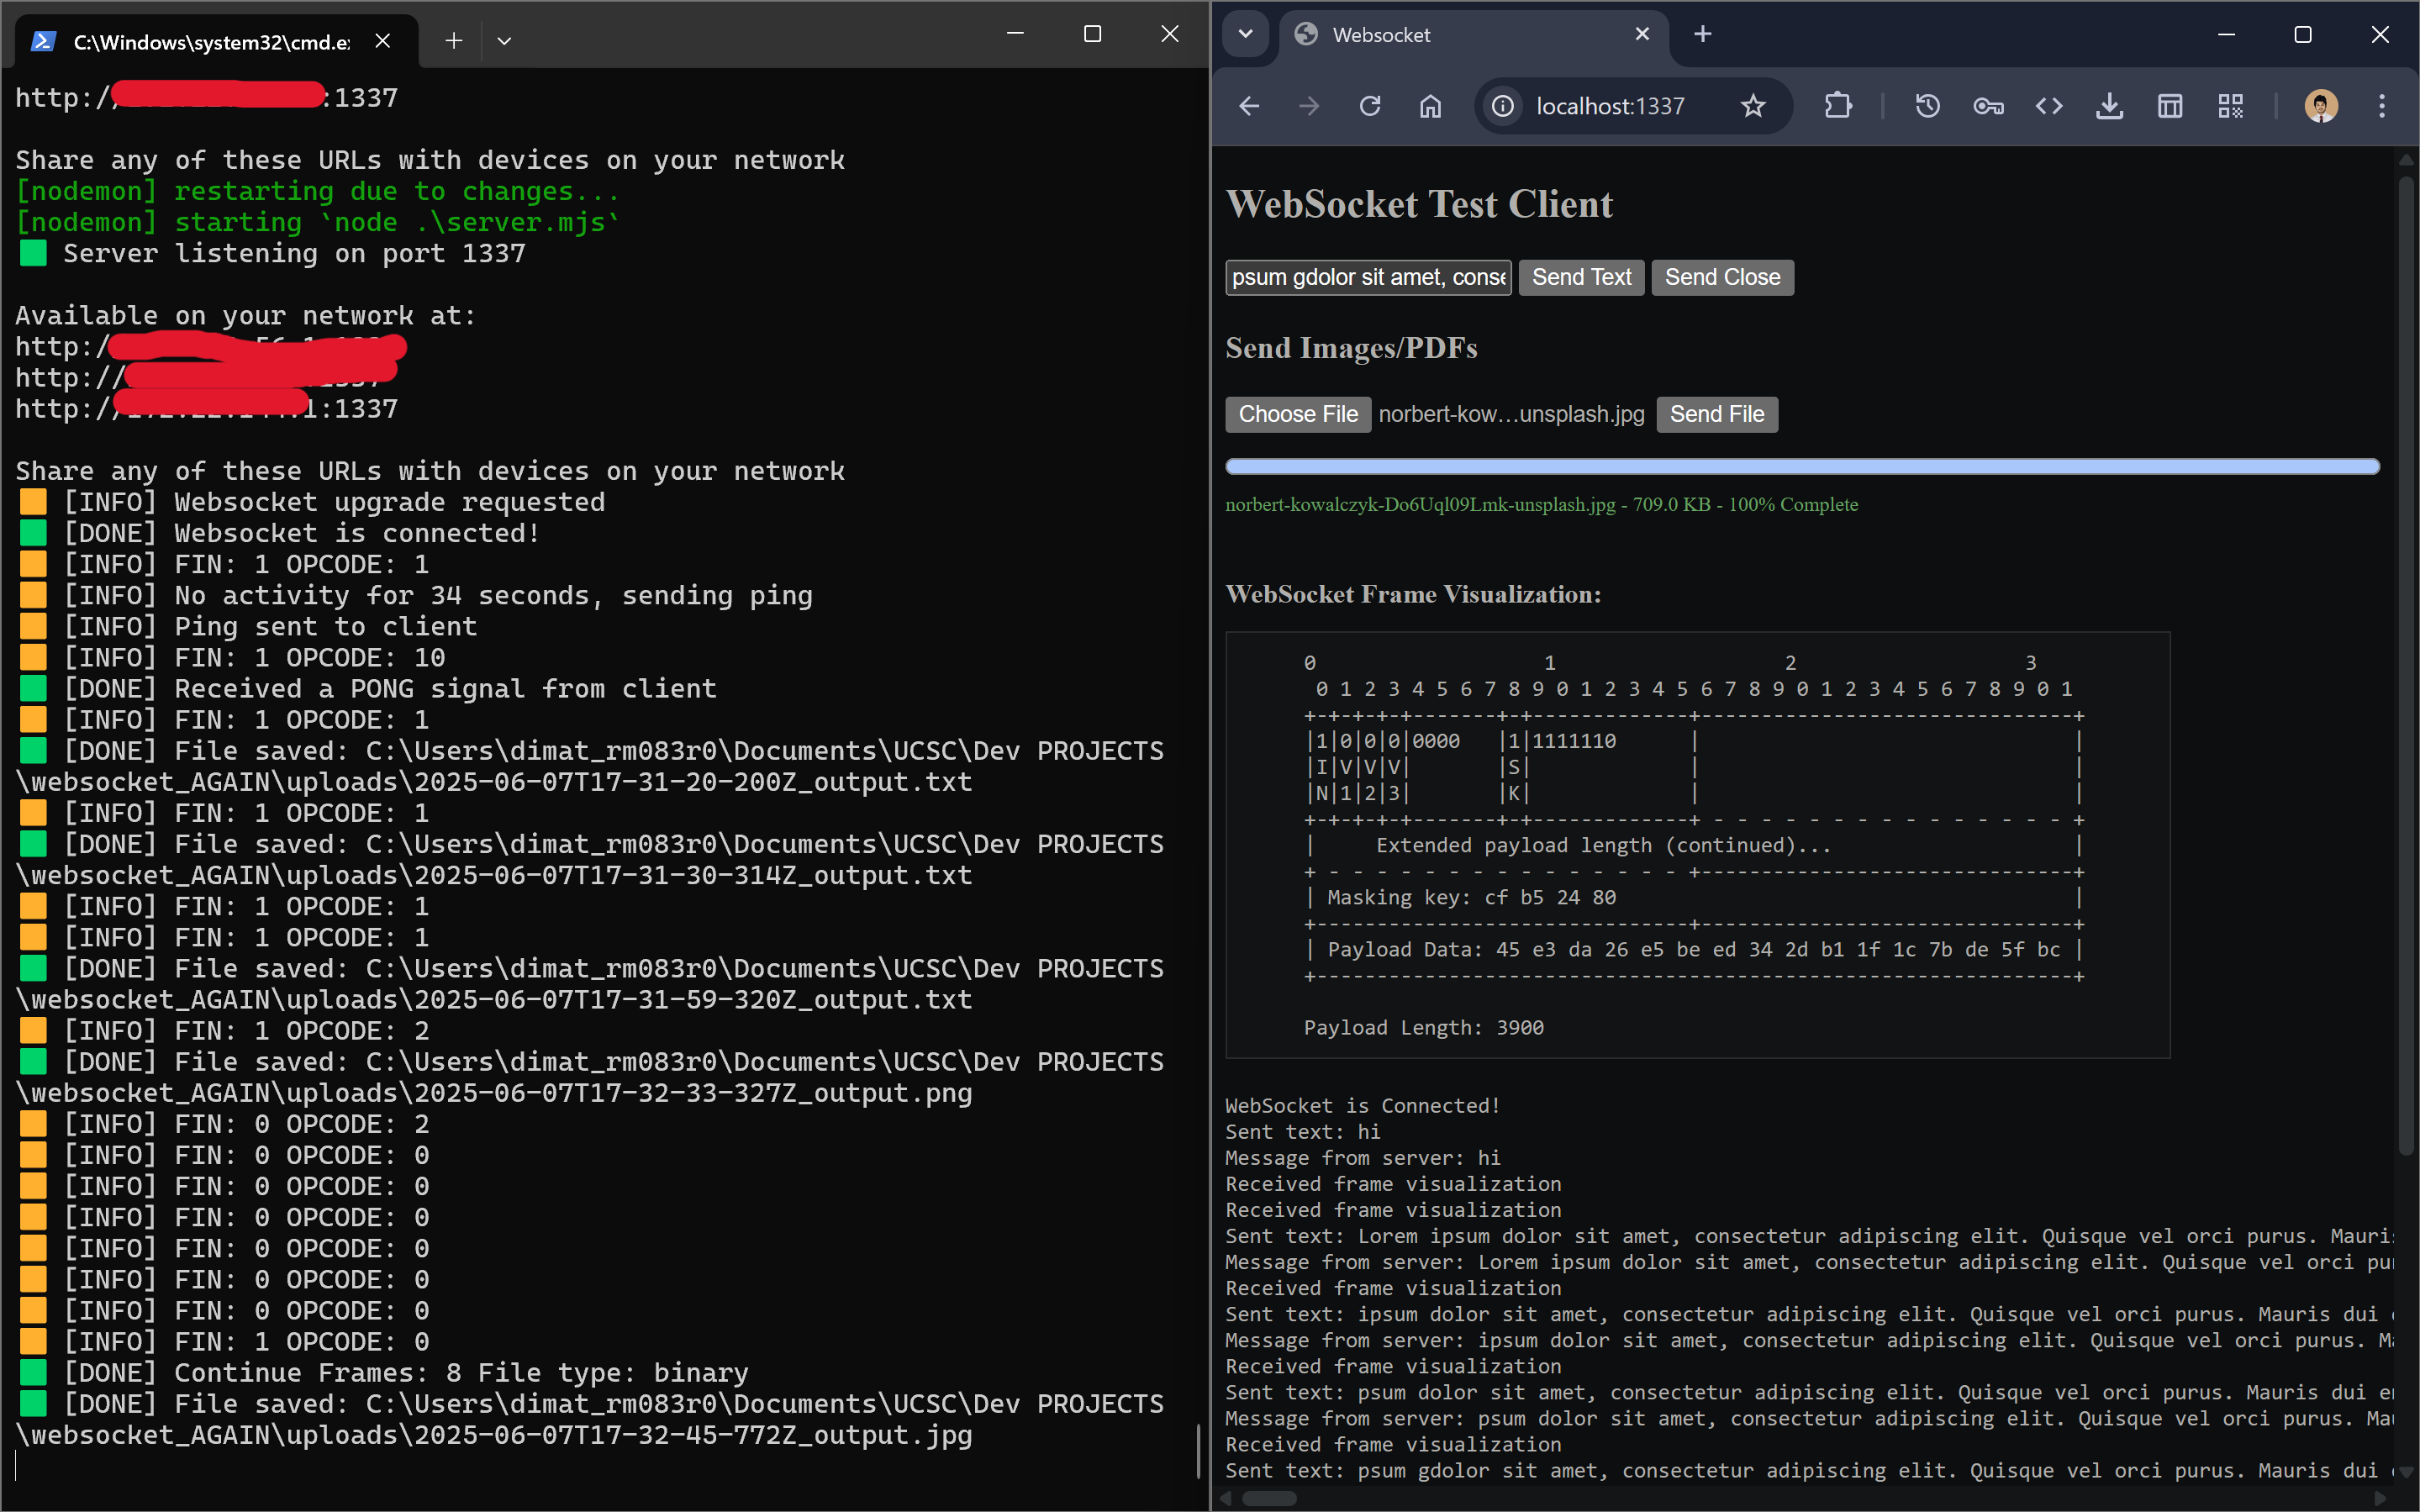 C:\Windows\system32\cmd.e
http://:1337
Share any of these URLs with devices on your network
[nodemon] restarting due to changes...
[nodemon] starting `node .\server.mjs`
Server listening on port 1337
Available on your network at:
http:/
http://
http://1:1337
Share any of these URLs with devices on your network
[INFO] Websocket upgrade requested
[DONE] Websocket is connected!
[INFO] FIN: 1 OPCODE: 1
[INFO] No activity for 34 seconds, sending ping
[INFO] Ping sent to client
[INFO] FIN: 1 OPCODE: 10
[DONE] Received a PONG signal from client
[INFO] FIN: 1 OPCODE: 1
[DONE] File saved: C:\Users\dimat_rm083r0\Documents\UCSC\Dev PROJECTS
\websocket_AGAIN\uploads\2025-06-07T17-31-20-200Z_output.txt
[INFO] FIN: 1 OPCODE: 1
[DONE] File saved: C:\Users\dimat_rm083r0\Documents\UCSC\Dev PROJECTS
\websocket_AGAIN\uploads\2025-06-07T17-31-30-314Z_output.txt
[INFO] FIN: 1 OPCODE: 1
[INFO] FIN: 1 OPCODE: 1
[DONE] File saved: C:\Users\dimat_rm083r0\Documents\UCSC\Dev PROJECTS
\websocket_AGAIN\uploads\2025-06-07T17-31-59-320Z_output.txt
[INFO] FIN: 1 OPCODE: 2
[DONE] File saved: C:\Users\dimat_rm083r0\Documents\UCSC\Dev PROJECTS
\websocket_AGAIN\uploads\2025-06-07T17-32-33-327Z_output.png
[INFO] FIN: 0 OPCODE: 2
[INFO] FIN: 0 OPCODE: 0
[INFO] FIN: 0 OPCODE: 0
[INFO] FIN: 0 OPCODE: 0
[INFO] FIN: 0 OPCODE: 0
[INFO] FIN: 0 OPCODE: 0
[INFO] FIN: 0 OPCODE: 0
[INFO] FIN: 1 OPCODE: 0
[DONE] Continue Frames: 8 File type: binary
[DONE] File saved: C:\Users\dimat_rm083r0\Documents\UCSC\Dev PROJECTS
\websocket_AGAIN\uploads\2025-06-07T17-32-45-772Z_output.jpg
Websocket
localhost:1337
WebSocket Test Client
psum gdolor sit amet, conse Send Text Send Close
Send Images/PDFs
Choose File norbert-kow…unsplash.jpg Send File
norbert-kowalczyk-Do6Uql09Lmk-unsplash.jpg - 709.0 KB - 100% Complete
WebSocket Frame Visualization:
0                   1                   2                   3
 0 1 2 3 4 5 6 7 8 9 0 1 2 3 4 5 6 7 8 9 0 1 2 3 4 5 6 7 8 9 0 1
+-+-+-+-+-------+-+-------------+-------------------------------+
|1|0|0|0|0000   |1|1111110      |                               |
|I|V|V|V|       |S|             |                               |
|N|1|2|3|       |K|             |                               |
+-+-+-+-+-------+-+-------------+ - - - - - - - - - - - - - - - +
|     Extended payload length (continued)...                    |
+ - - - - - - - - - - - - - - - +-------------------------------+
| Masking key: cf b5 24 80                                      |
+-------------------------------+-------------------------------+
| Payload Data: 45 e3 da 26 e5 be ed 34 2d b1 1f 1c 7b de 5f bc |
+---------------------------------------------------------------+
Payload Length: 3900
WebSocket is Connected!
Sent text: hi
Message from server: hi
Received frame visualization
Received frame visualization
Sent text: Lorem ipsum dolor sit amet, consectetur adipiscing elit. Quisque vel orci purus. Mauri
Message from server: Lorem ipsum dolor sit amet, consectetur adipiscing elit. Quisque vel orci pu
Received frame visualization
Sent text: ipsum dolor sit amet, consectetur adipiscing elit. Quisque vel orci purus. Mauris dui
Message from server: ipsum dolor sit amet, consectetur adipiscing elit. Quisque vel orci purus. M
Received frame visualization
Sent text: psum dolor sit amet, consectetur adipiscing elit. Quisque vel orci purus. Mauris dui e
Message from server: psum dolor sit amet, consectetur adipiscing elit. Quisque vel orci purus. Ma
Received frame visualization
Sent text: psum gdolor sit amet, consectetur adipiscing elit. Quisque vel orci purus. Mauris dui